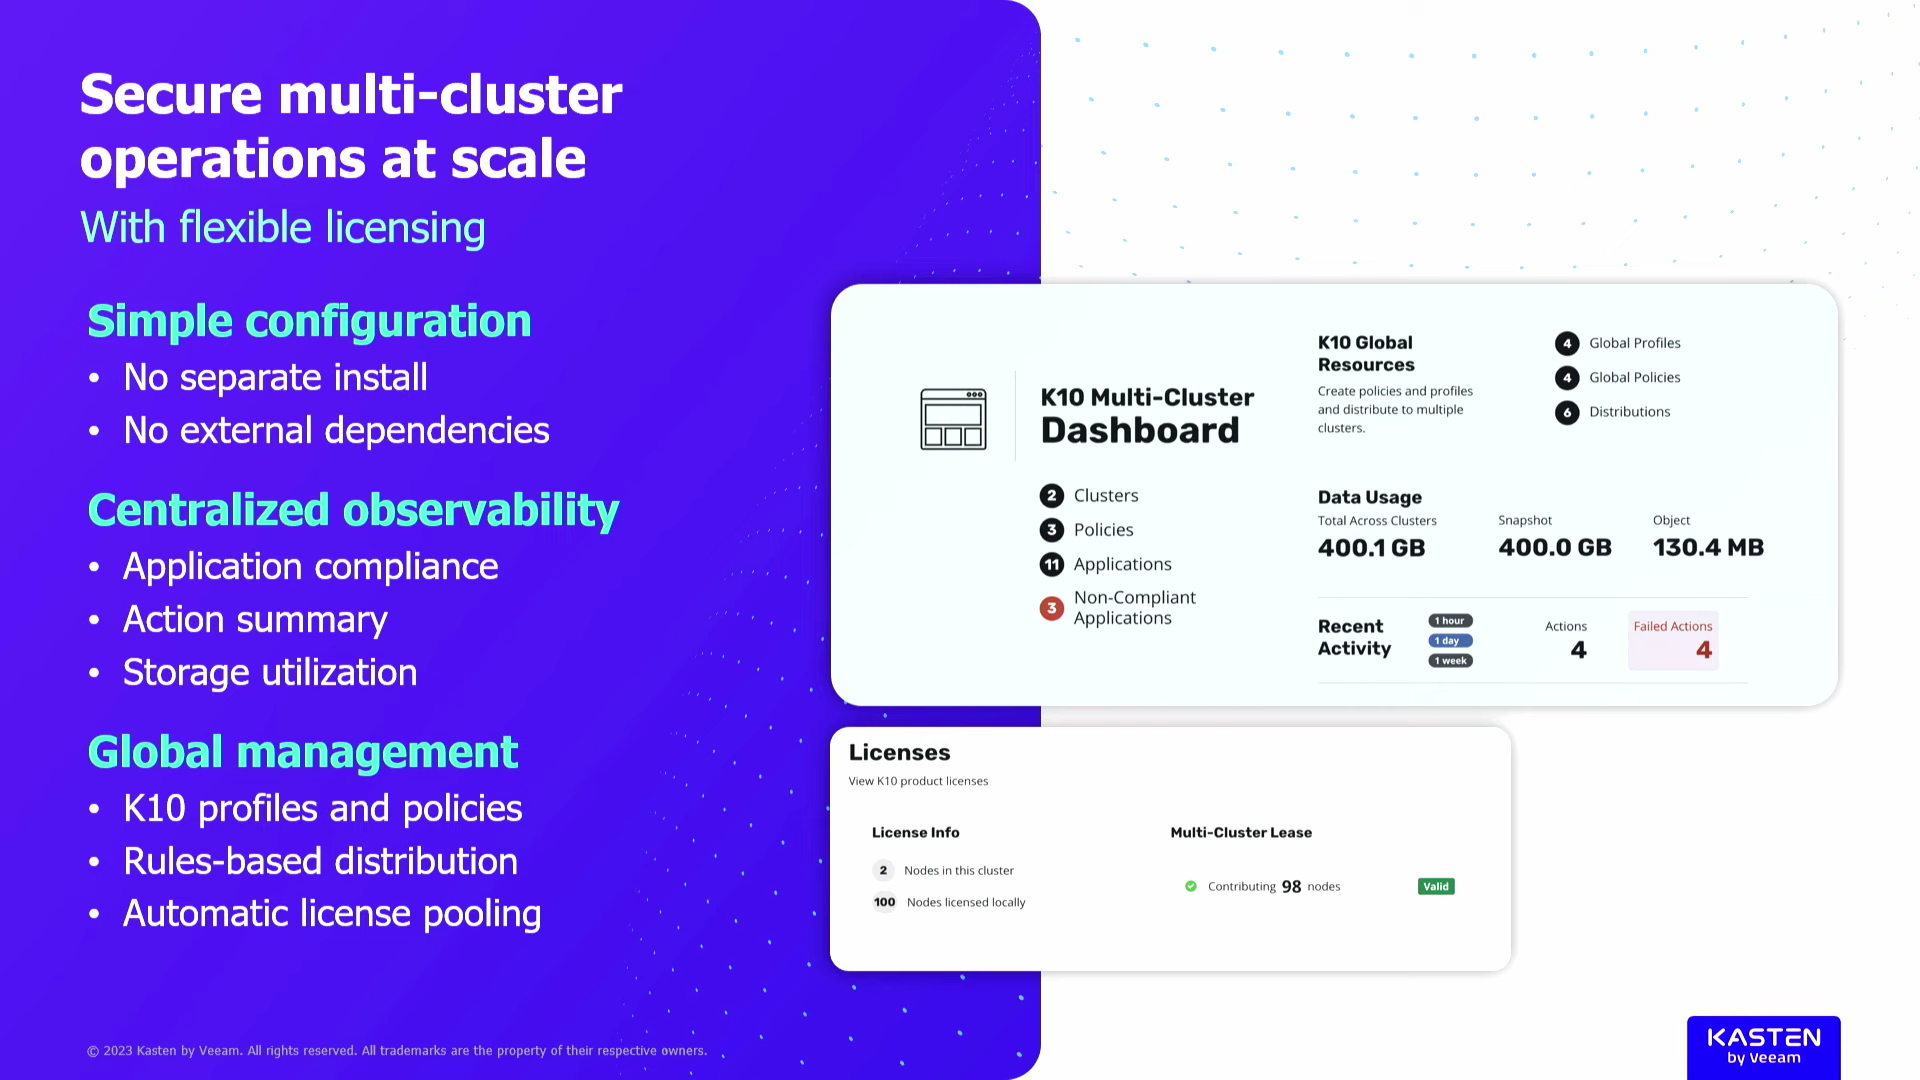 Secure multi-cluster
operations at scale
With flexible licensing
Simple configuration
• No separate install
• No external dependencies
Centralized observability
• Application compliance
• Action summary
• Storage utilization
Global management
• K10 profiles and policies
• Rules-based distribution
• Automatic license pooling
© 2023 Kasten by Veeam. All rights reserved. All trademarks are the property of their respective owners.
K10 Multi-Cluster
Dashboard
2 Clusters
3 Policies
11 Applications
3 Non-Compliant
Applications
K10 Global
Resources
Create policies and profiles
and distribute to multiple
clusters.
4 Global Profiles
4 Global Policies
6 Distributions
Data Usage
Total Across Clusters
400.1 GB
Snapshot
400.0 GB
Object
130.4 MB
Recent
Activity
1 hour
1 day
1 week
Actions
4
Failed Actions
4
Licenses
View K10 product licenses
License Info
2 Nodes in this cluster
100 Nodes licensed locally
Multi-Cluster Lease
Contributing 98 nodes
Valid
KASTEN
by Veeam